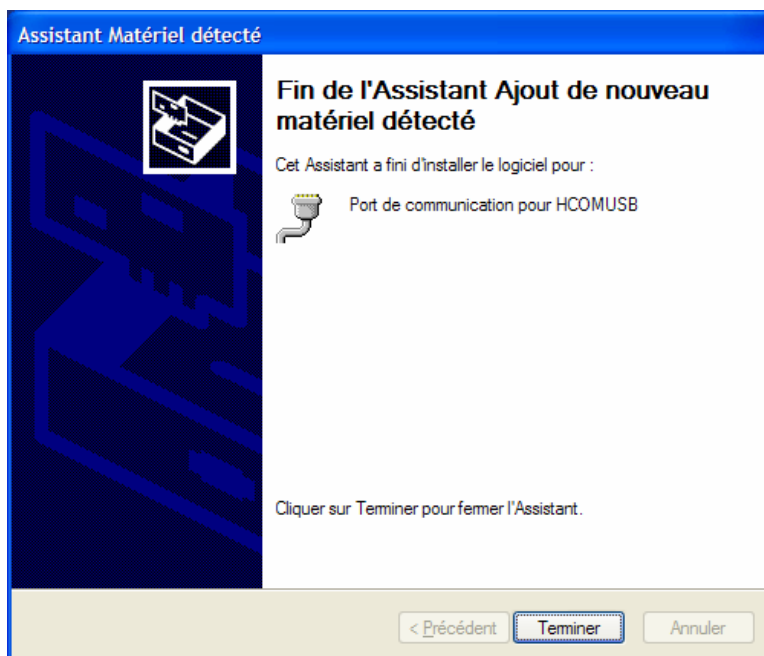 Assistant Matériel détecté
Fin de l'Assistant Ajout de nouveau
matériel détecté
Cet Assistant a fini d'installer le logiciel pour :
Port de communication pour HCOMUSB
Cliquer sur Terminer pour fermer l'Assistant.
< Précédent
Terminer
Annuler